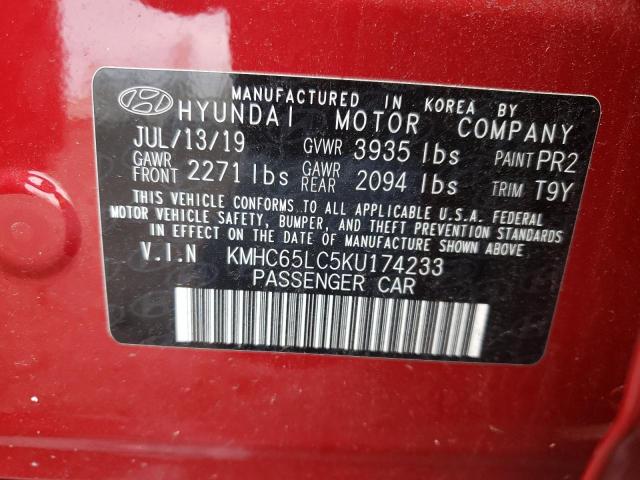 MANUFACTURED IN KOREA BY
HYUNDAI MOTOR COMPANY
JUL/13/19 GVWR 3935 lbs PAINT PR2
GAWR FRONT 2271 lbs GAWR REAR 2094 lbs TRIM T9Y
THIS VEHICLE CONFORMS TO ALL APPLICABLE U.S.A. FEDERAL
MOTOR VEHICLE SAFETY, BUMPER, AND THEFT PREVENTION STANDARDS
IN EFFECT ON THE DATE OF MANUFACTURE SHOWN ABOVE.
V.I.N KMHC65LC5KU174233
PASSENGER CAR